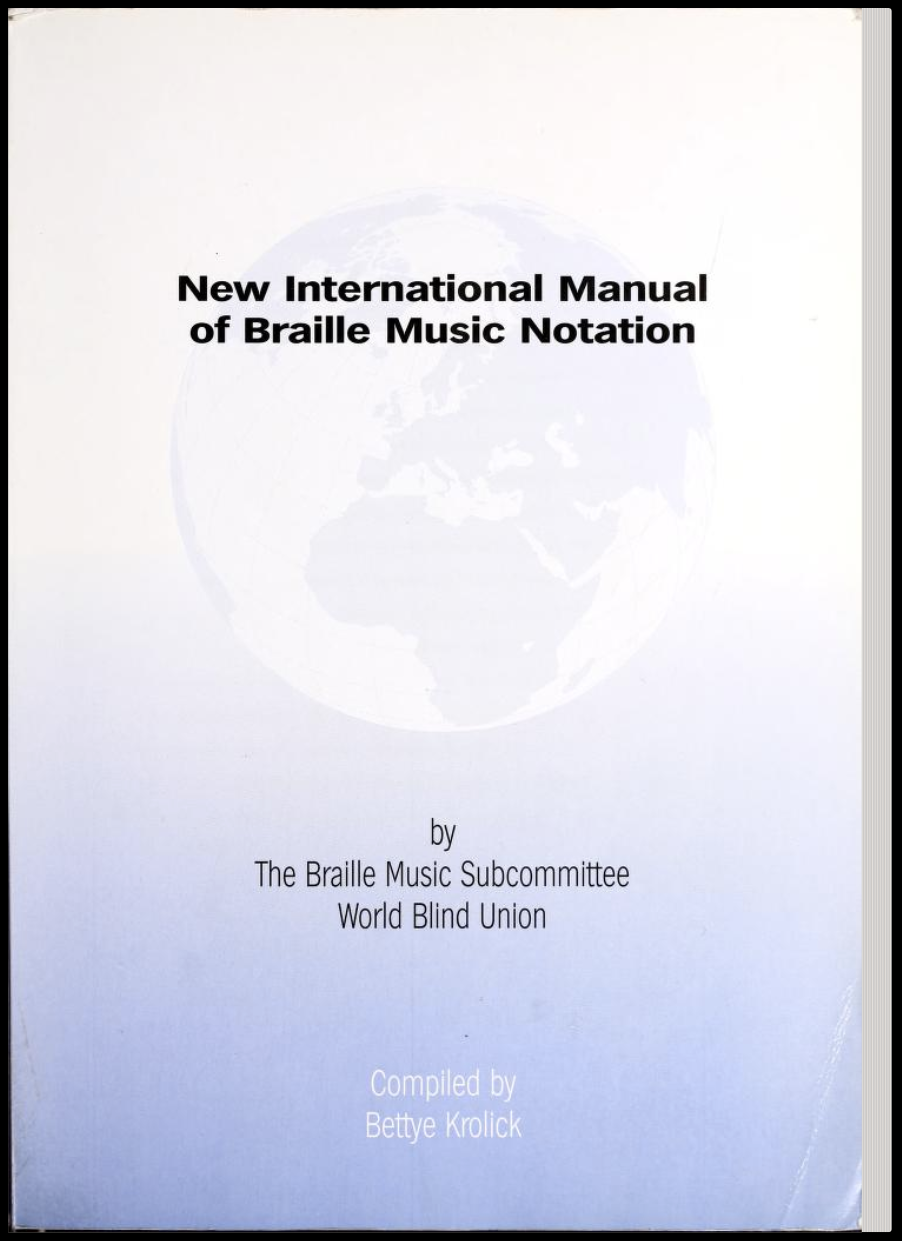 New International Manual
of Braille Music Notation
by
The Braille Music Subcommittee
World Blind Union
Compiled by
Bettye Krolick